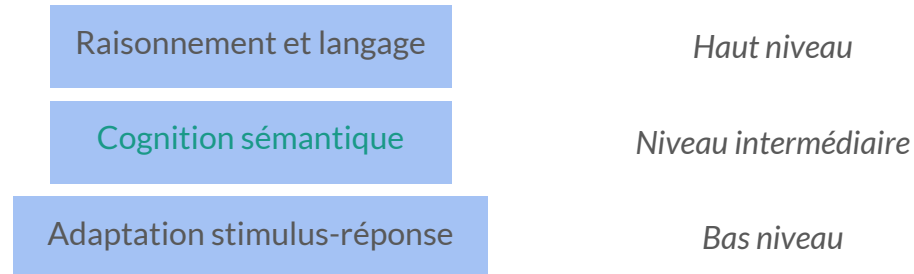 Raisonnement et langage
Haut niveau
Cognition sémantique
Niveau intermédiaire
Adaptation stimulus-réponse
Bas niveau